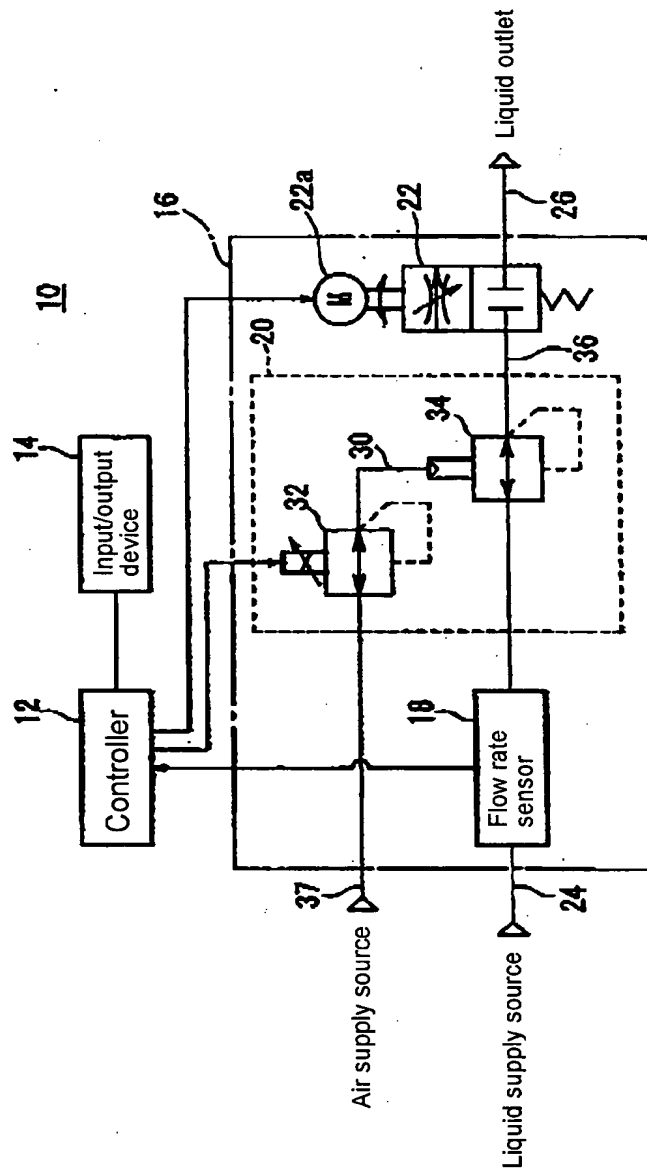 10
14
Input/output
device
12
Controller
16
22a
M
22
20
32
34
30
36
26
Liquid outlet
18
Flow rate
sensor
37
Air supply source
24
Liquid supply source